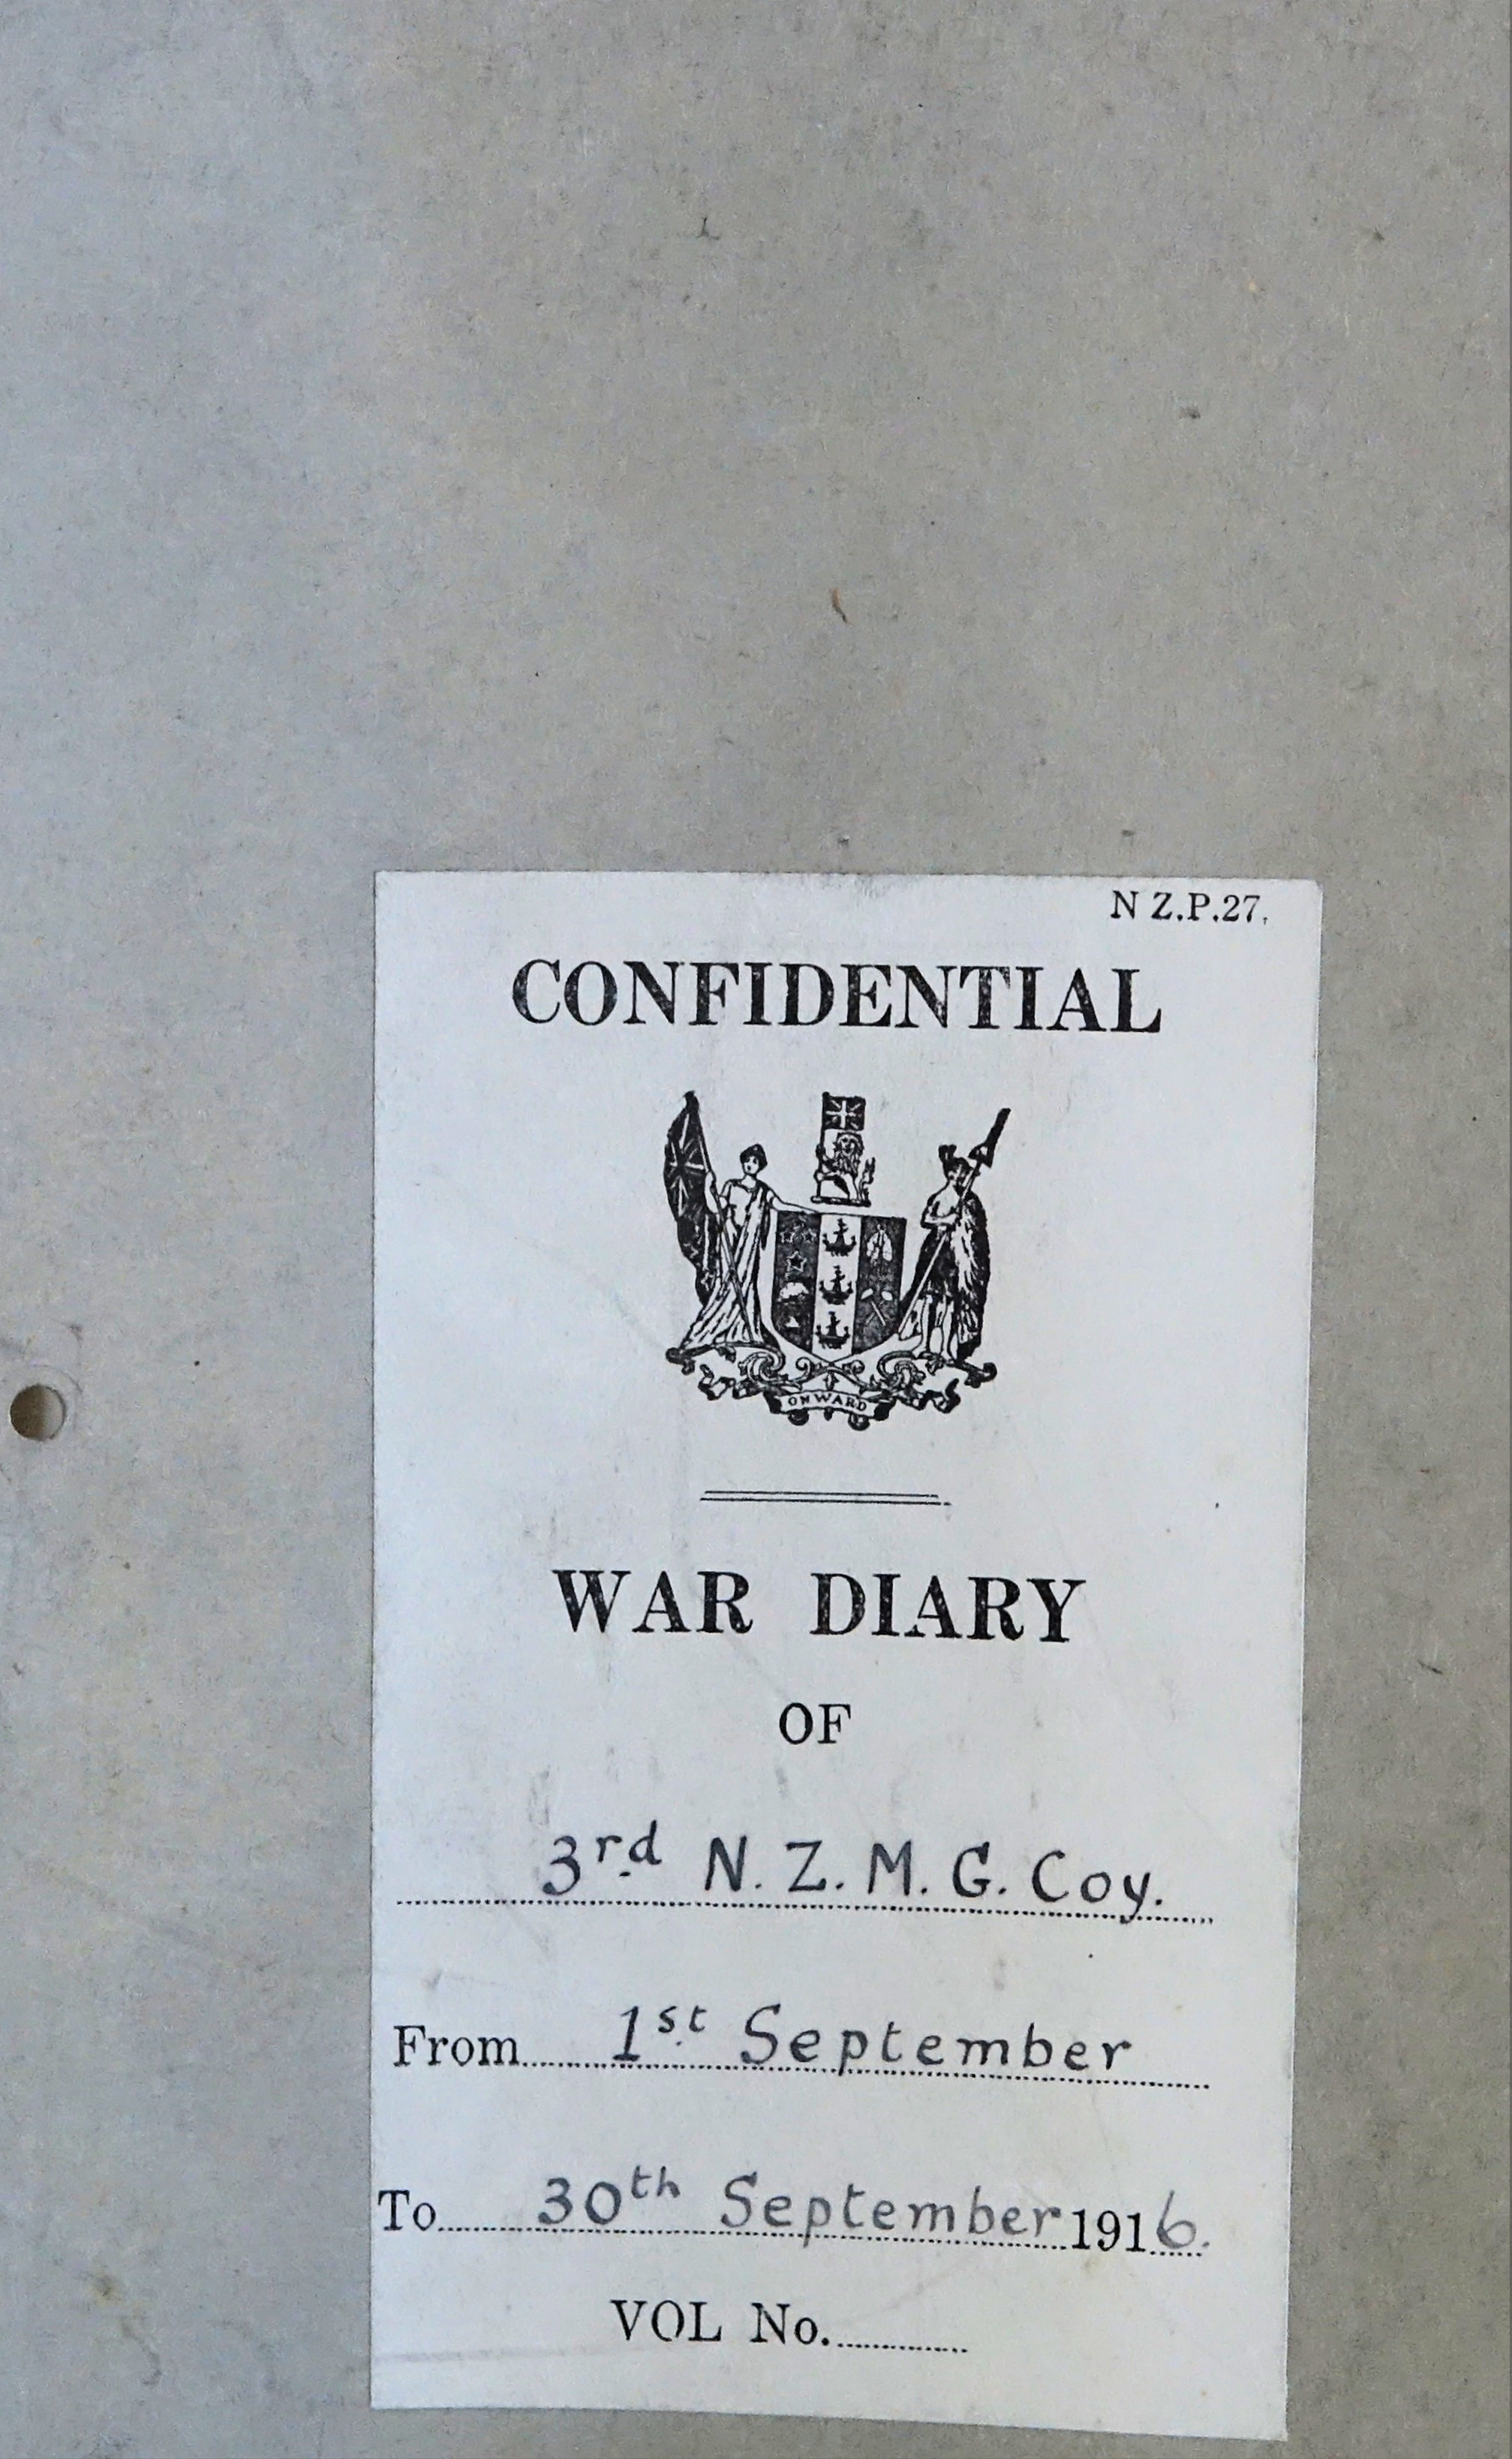 N Z.P.27.
CONFIDENTIAL
ONWARD
WAR DIARY
OF
3rd N. Z. M. G. Coy.
From 1st September
To 30th September 1916.
VOL No.